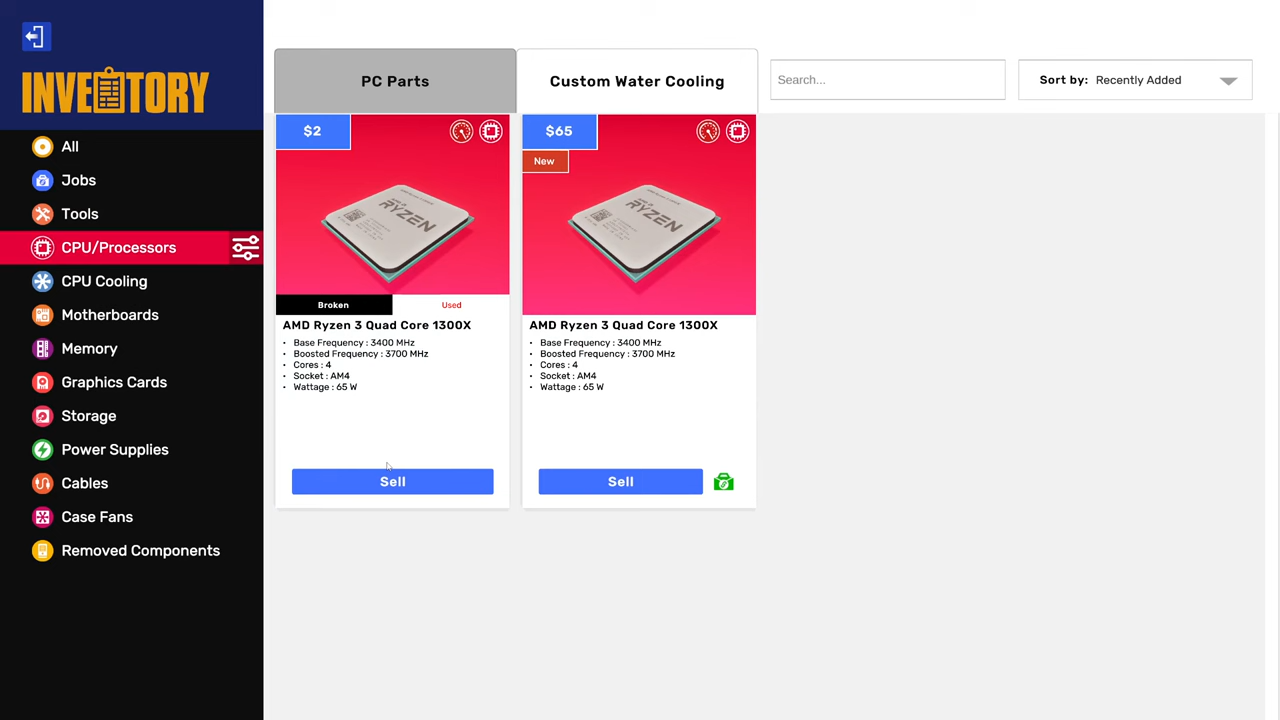 INVENTORY
All
Jobs
Tools
CPU/Processors
CPU Cooling
Motherboards
Memory
Graphics Cards
Storage
Power Supplies
Cables
Case Fans
Removed Components
PC Parts
Custom Water Cooling
Search...
Sort by: Recently Added
$2
RYZEN
Broken
Used
AMD Ryzen 3 Quad Core 1300X
• Base Frequency : 3400 MHz
• Boosted Frequency : 3700 MHz
• Cores : 4
• Socket : AM4
• Wattage : 65 W
Sell
$65
New
RYZEN
AMD Ryzen 3 Quad Core 1300X
• Base Frequency : 3400 MHz
• Boosted Frequency : 3700 MHz
• Cores : 4
• Socket : AM4
• Wattage : 65 W
Sell